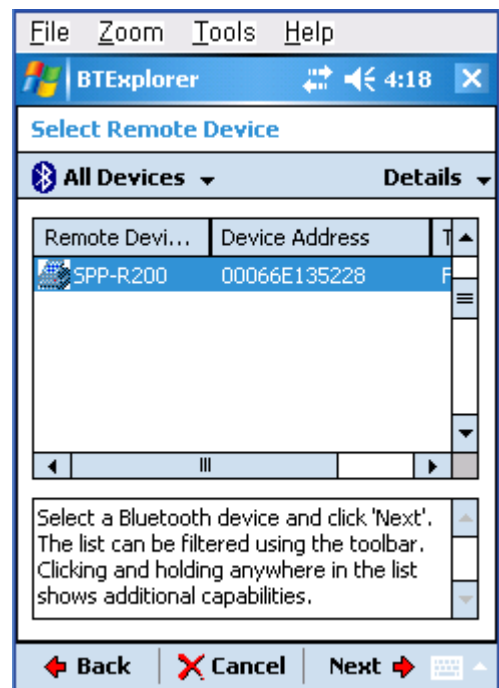 File Zoom Tools Help
BTExplorer 4:18
Select Remote Device
All Devices Details
Remote Devi... Device Address T
SPP-R200 00066E135228 F
Select a Bluetooth device and click 'Next'.
The list can be filtered using the toolbar.
Clicking and holding anywhere in the list
shows additional capabilities.
Back Cancel Next